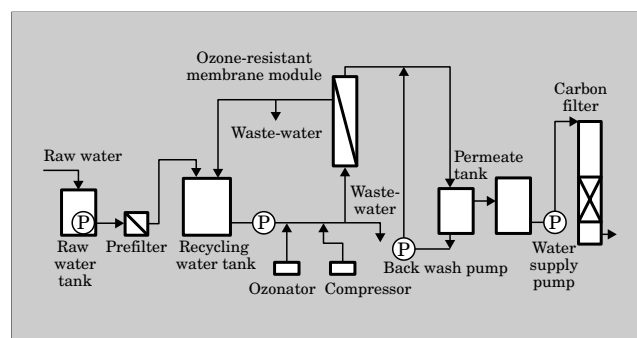 Ozone-resistant
membrane module
Carbon
filter
Waste-water
Raw water
Permeate
tank
Waste-
water
P
P
P
P
Raw
water
tank
Prefilter
Recycling
water tank
Back wash pump
Water
supply
pump
Ozonator
Compressor